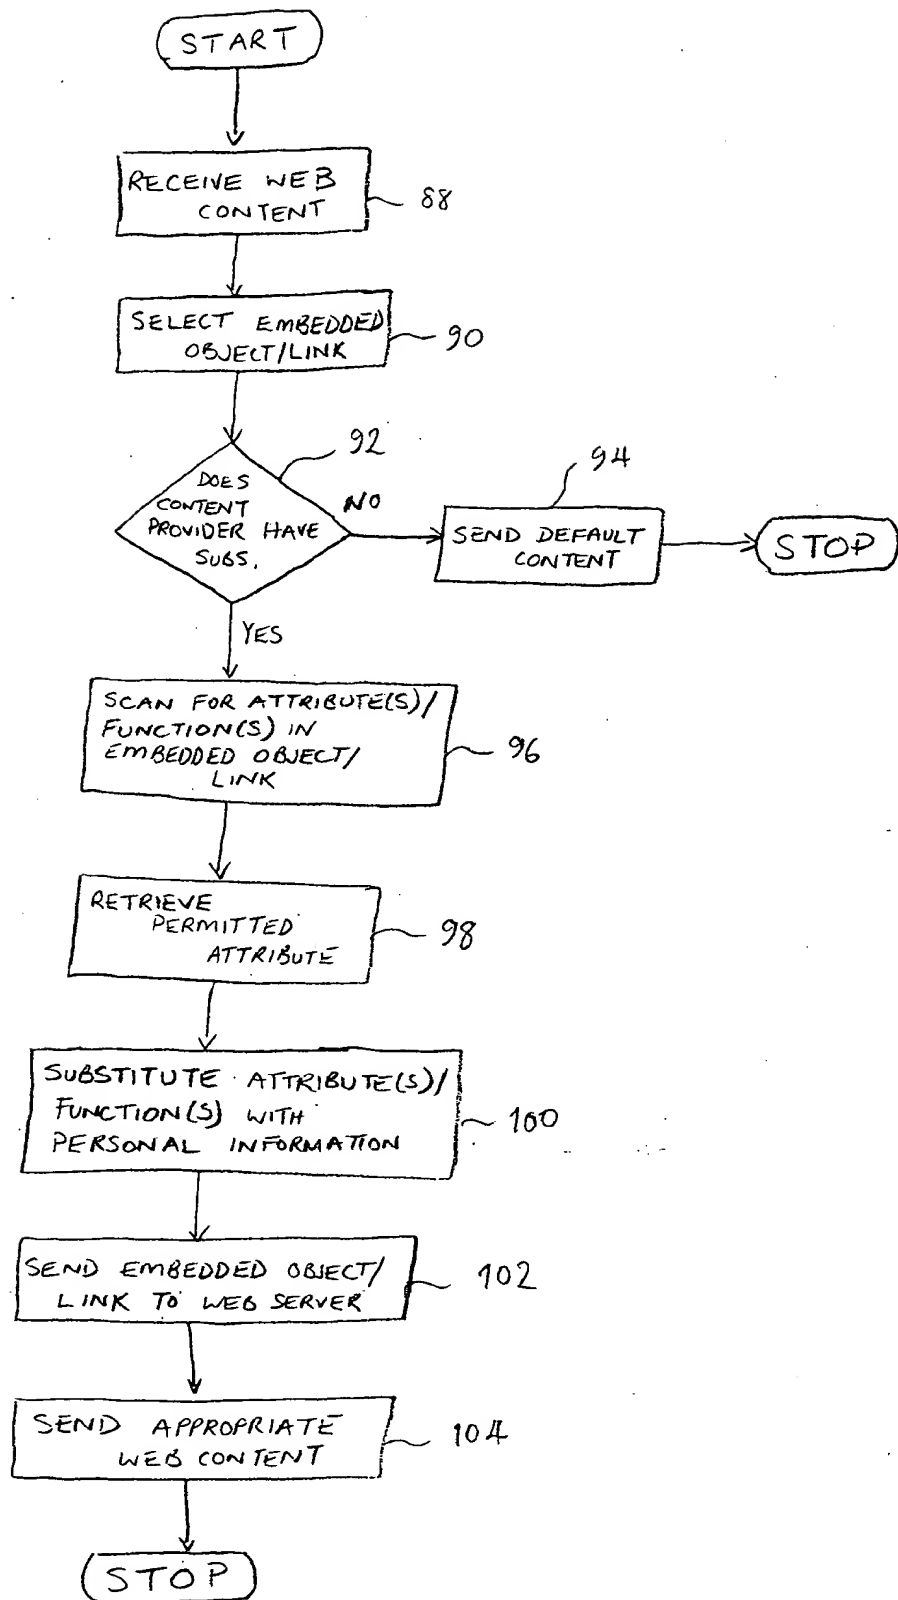 START
RECEIVE WEB
CONTENT
88
SELECT EMBEDDED
OBJECT/LINK
90
92
DOES
CONTENT
PROVIDER HAVE
SUBS.
NO
94
SEND DEFAULT
CONTENT
STOP
YES
SCAN FOR ATTRIBUTE(S)/
FUNCTION(S) IN
EMBEDDED OBJECT/
LINK
96
RETRIEVE
PERMITTED
ATTRIBUTE
98
SUBSTITUTE ATTRIBUTE(S)/
FUNCTION(S) WITH
PERSONAL INFORMATION
100
SEND EMBEDDED OBJECT/
LINK TO WEB SERVER
102
SEND APPROPRIATE
WEB CONTENT
104
STOP